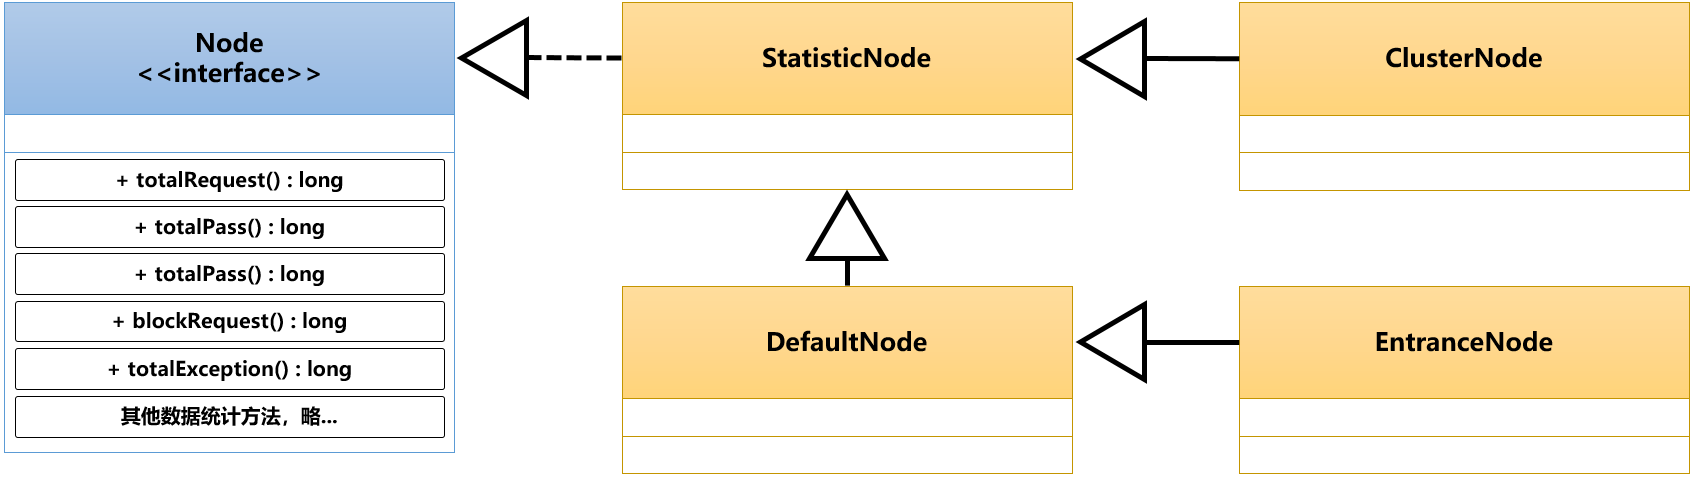 Node
<<interface>>
+ totalRequest() : long
+ totalPass() : long
+ totalPass() : long
+ blockRequest() : long
+ totalException() : long
其他数据统计方法，略...
StatisticNode
ClusterNode
DefaultNode
EntranceNode